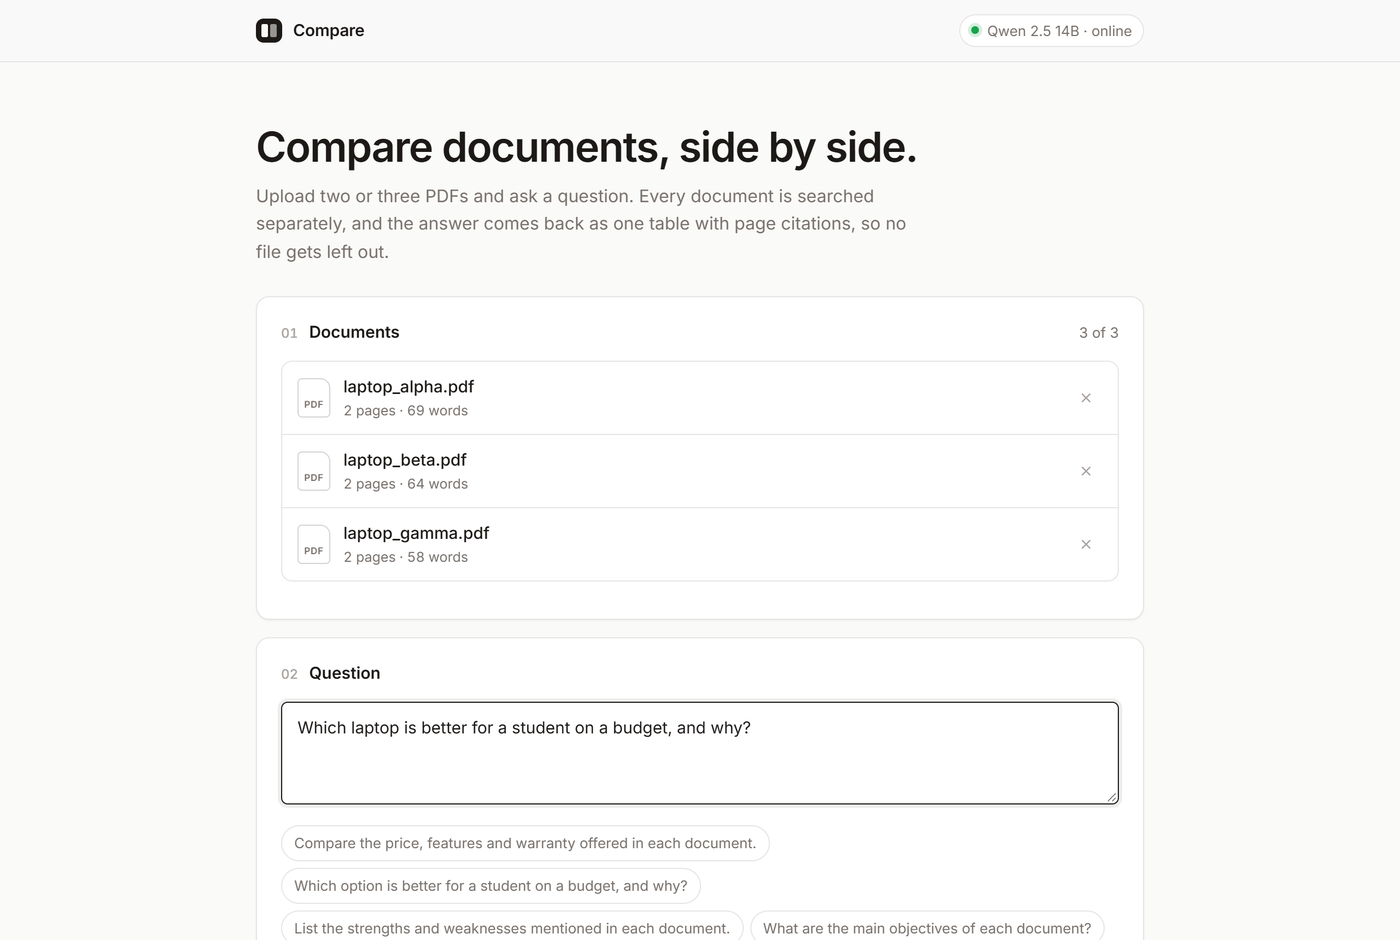 Compare
Qwen 2.5 14B · online
Compare documents, side by side.
Upload two or three PDFs and ask a question. Every document is searched
separately, and the answer comes back as one table with page citations, so no
file gets left out.
01 Documents
3 of 3
PDF
laptop_alpha.pdf
2 pages · 69 words
×
PDF
laptop_beta.pdf
2 pages · 64 words
×
PDF
laptop_gamma.pdf
2 pages · 58 words
×
02 Question
Which laptop is better for a student on a budget, and why?
Compare the price, features and warranty offered in each document.
Which option is better for a student on a budget, and why?
List the strengths and weaknesses mentioned in each document.
What are the main objectives of each document?